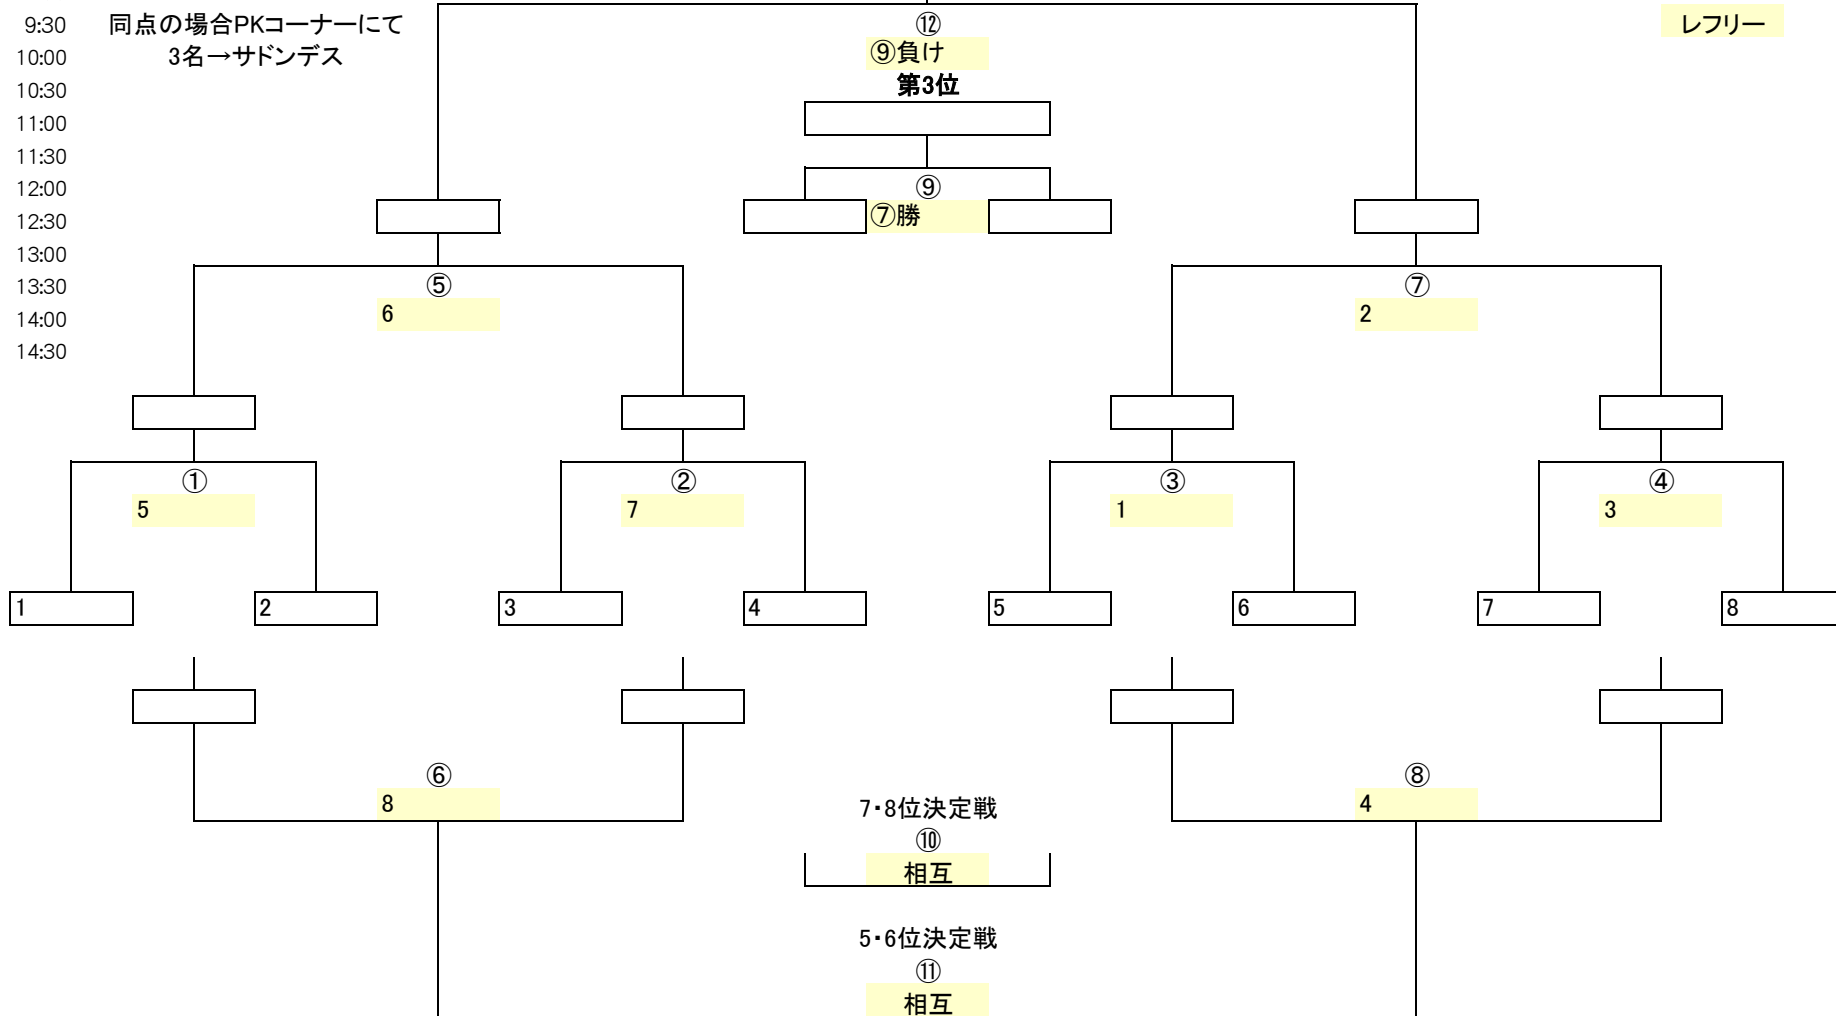 9:30 同点の場合PKコーナーにて ⑫ レフリー
10:00 3名→サドンデス ⑨負け
10:30 第3位
11:00
11:30
12:00 ⑨
12:30 ⑦勝
13:00
13:30 ⑤ ⑦
14:00 6 2
14:30
① ② ③ ④
5 7 1 3
1 2 3 4 5 6 7 8
⑥ ⑧
8 4
7・8位決定戦
⑩
相互
5・6位決定戦
⑪
相互